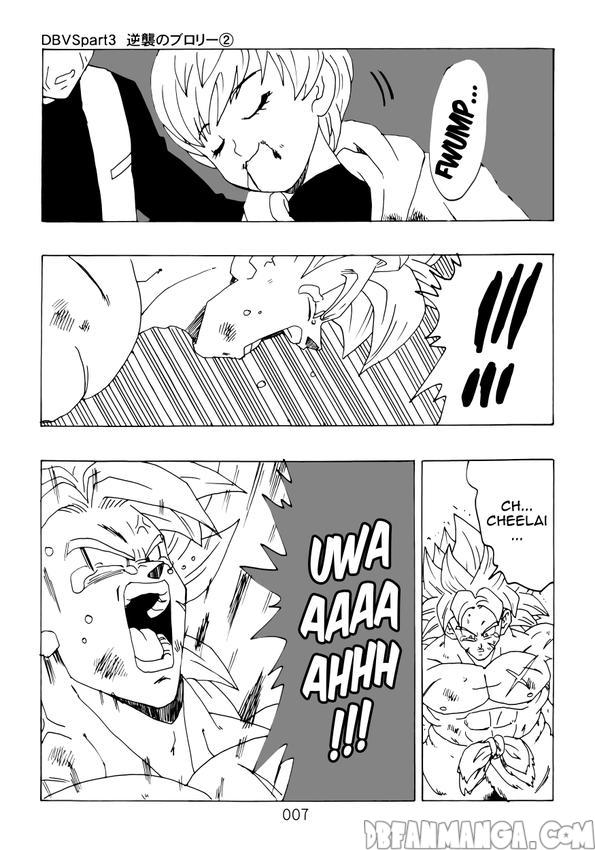 DBVSpart3 逆襲のブロリー②
FWUMP...
!!!
!!!
CH...
CHEELAI
...
UWA
AAAA
AHHH
!!!
007
DBFANMANGA.COM